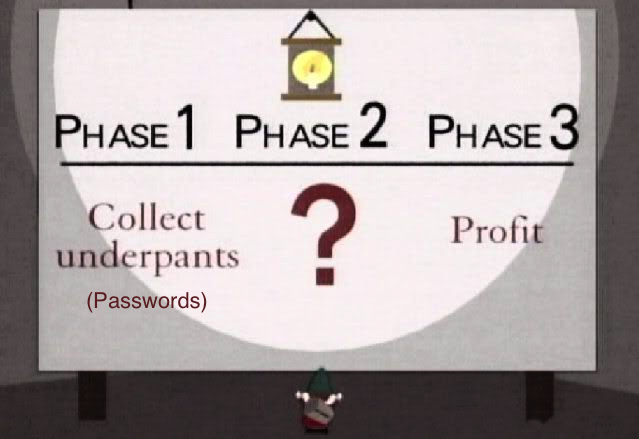 PHASE 1 PHASE 2 PHASE 3
Collect
underpants
(Passwords)
?
Profit